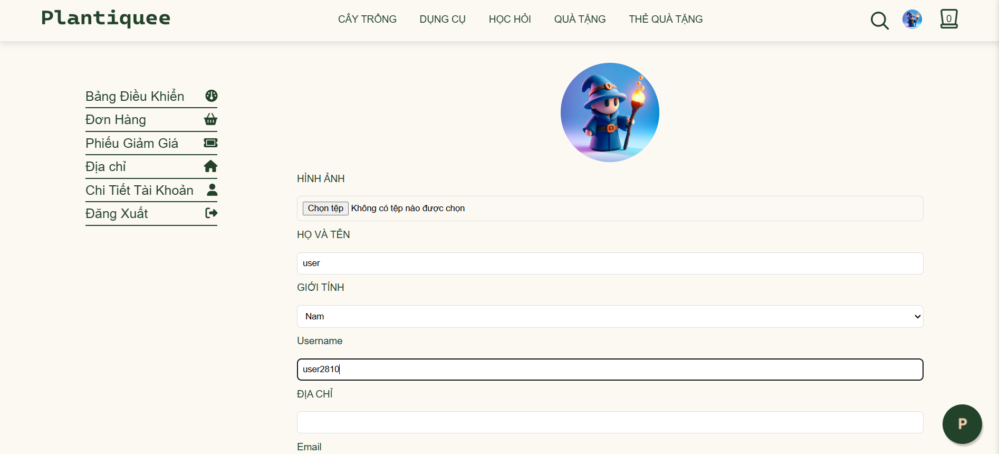 Plantiquee
CÂY TRỒNG DỤNG CỤ HỌC HỎI QUÀ TẶNG THẺ QUÀ TẶNG
0
Bảng Điều Khiển
Đơn Hàng
Phiếu Giảm Giá
Địa chỉ
Chi Tiết Tài Khoản
Đăng Xuất
HÌNH ẢNH
Chọn tệp Không có tệp nào được chọn
HỌ VÀ TÊN
user
GIỚI TÍNH
Nam
Username
user2810
ĐỊA CHỈ
Email
P